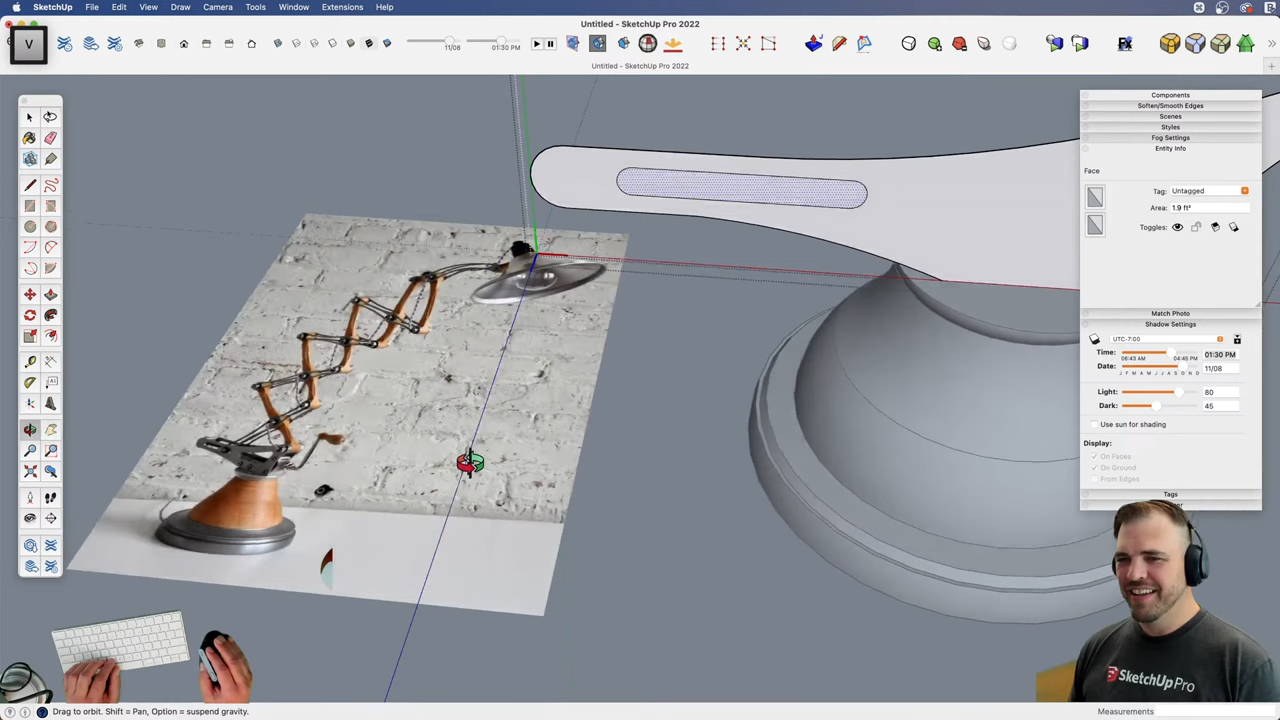 SketchUp File Edit View Draw Camera Tools Window Extensions Help
Untitled - SketchUp Pro 2022
V
11/08 01:30 PM
Untitled - SketchUp Pro 2022
Components
Soften/Smooth Edges
Scenes
Styles
Fog Settings
Entity Info
Face
Tag: Untagged
Area: 1.9 ft²
Toggles:
Match Photo
Shadow Settings
UTC-7:00
Time: 01:30 PM
06:43 AM 04:45 PM
Date: 11/08
J F M A M J J A S O N D
Light: 80
Dark: 45
Use sun for shading
Display:
On Faces
On Ground
From Edges
Tags
SketchUp Pro
Drag to orbit. Shift = Pan, Option = suspend gravity.
Measurements